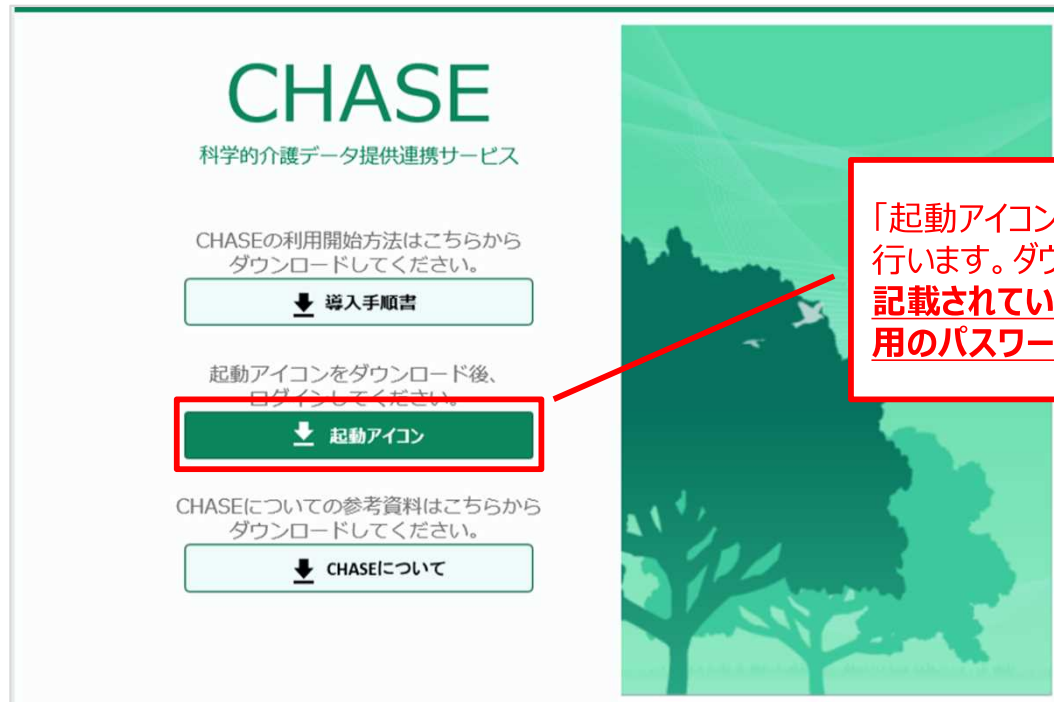 CHASE
科学的介護データ提供連携サービス
CHASEの利用開始方法はこちらから
ダウンロードしてください。
導入手順書
起動アイコンをダウンロード後、
ログインしてください。
起動アイコン
CHASEについての参考資料はこちらから
ダウンロードしてください。
CHASEについて
「起動アイコン
行います。ダウ
記載されてい
用のパスワー